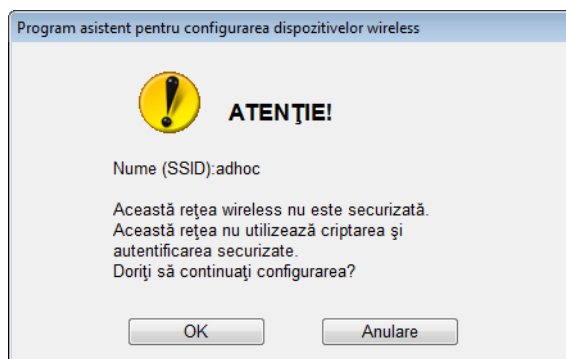 Program asistent pentru configurarea dispozitivelor wireless
ATENŢIE!
Nume (SSID):adhoc
Această reţea wireless nu este securizată.
Această reţea nu utilizează criptarea şi
autentificarea securizate.
Doriţi să continuaţi configurarea?
OK
Anulare